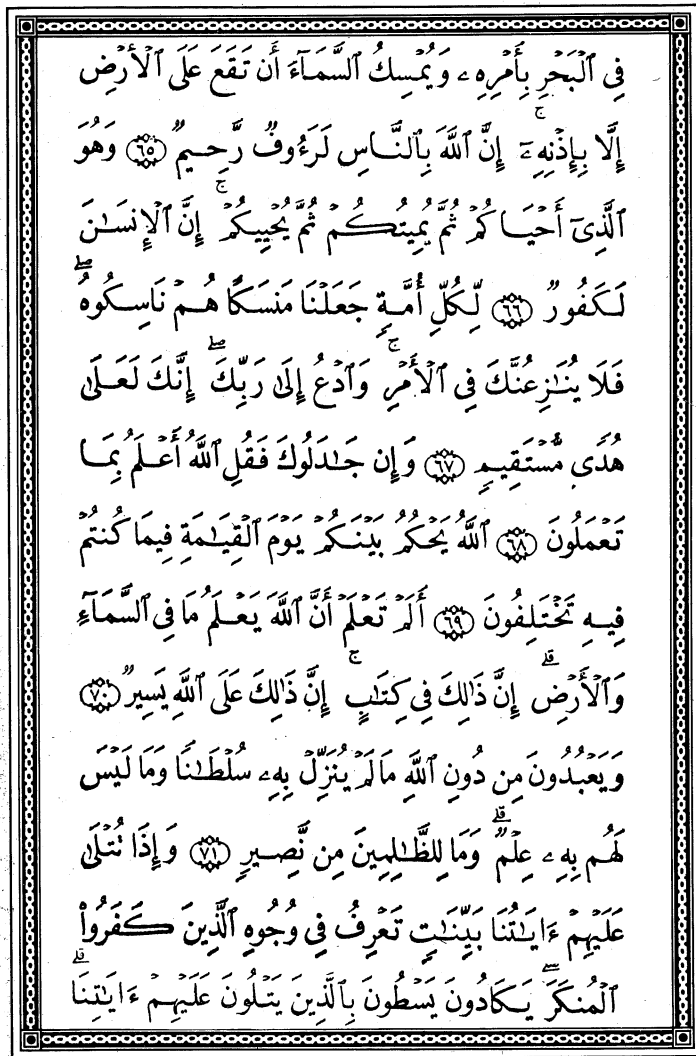 فِي ٱلۡبَحۡرِ بِأَمۡرِهِۦ وَيُمۡسِكُ ٱلسَّمَآءَ أَن تَقَعَ عَلَى ٱلۡأَرۡضِ
إِلَّا بِإِذۡنِهِۦٓۚ إِنَّ ٱللَّهَ بِٱلنَّاسِ لَرَءُوفٞ رَّحِيمٞ ٦٥ وَهُوَ
ٱلَّذِيٓ أَحۡيَاكُمۡ ثُمَّ يُمِيتُكُمۡ ثُمَّ يُحۡيِيكُمۡۚ إِنَّ ٱلۡإِنسَٰنَ
لَكَفُورٞ ٦٦ لِّكُلِّ أُمَّةٖ جَعَلۡنَا مَنسَكًا هُمۡ نَاسِكُوهُۖ
فَلَا يُنَٰزِعُنَّكَ فِي ٱلۡأَمۡرِۚ وَٱدۡعُ إِلَىٰ رَبِّكَۖ إِنَّكَ لَعَلَىٰ
هُدٗى مُّسۡتَقِيمٖ ٦٧ وَإِن جَٰدَلُوكَ فَقُلِ ٱللَّهُ أَعۡلَمُ بِمَا
تَعۡمَلُونَ ٦٨ ٱللَّهُ يَحۡكُمُ بَيۡنَكُمۡ يَوۡمَ ٱلۡقِيَٰمَةِ فِيمَا كُنتُمۡ
فِيهِ تَخۡتَلِفُونَ ٦٩ أَلَمۡ تَعۡلَمۡ أَنَّ ٱللَّهَ يَعۡلَمُ مَا فِي ٱلسَّمَآءِ
وَٱلۡأَرۡضِۗ إِنَّ ذَٰلِكَ فِي كِتَٰبٍۚ إِنَّ ذَٰلِكَ عَلَى ٱللَّهِ يَسِيرٞ ٧٠
وَيَعۡبُدُونَ مِن دُونِ ٱللَّهِ مَا لَمۡ يُنَزِّلۡ بِهِۦ سُلۡطَٰنٗا وَمَا لَيۡسَ
لَهُم بِهِۦ عِلۡمٞۗ وَمَا لِلظَّٰلِمِينَ مِن نَّصِيرٖ ٧١ وَإِذَا تُتۡلَىٰ
عَلَيۡهِمۡ ءَايَٰتُنَا بَيِّنَٰتٖ تَعۡرِفُ فِي وُجُوهِ ٱلَّذِينَ كَفَرُواْ
ٱلۡمُنكَرَۖ يَكَادُونَ يَسۡطُونَ بِٱلَّذِينَ يَتۡلُونَ عَلَيۡهِمۡ ءَايَٰتِنَاۗ